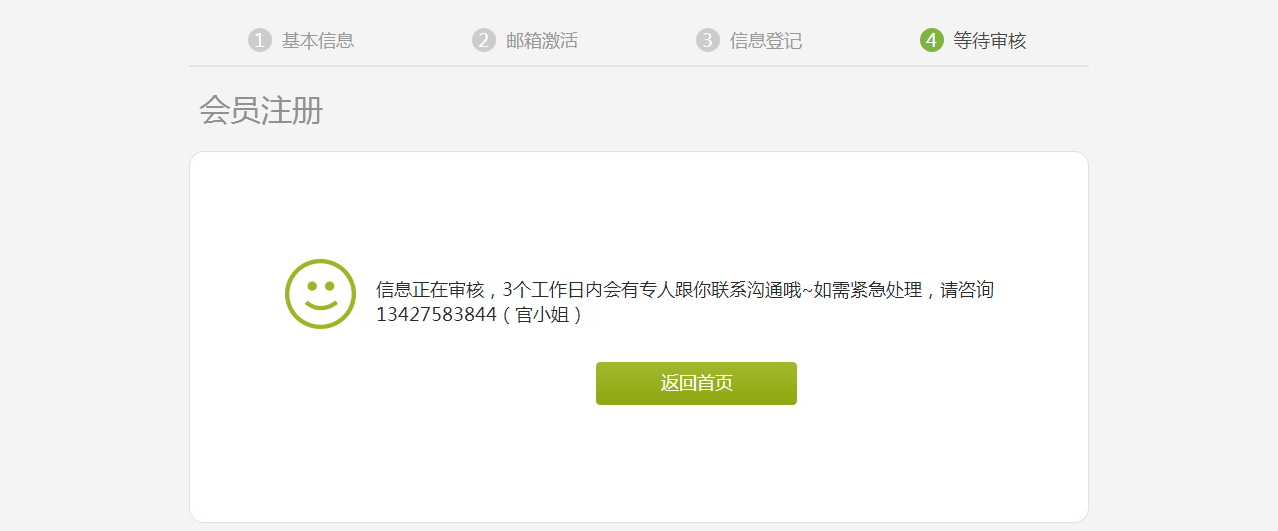 1 基本信息 2 邮箱激活 3 信息登记 4 等待审核
会员注册
信息正在审核，3个工作日内会有专人跟你联系沟通哦~如需紧急处理，请咨询
13427583844（官小姐）
返回首页